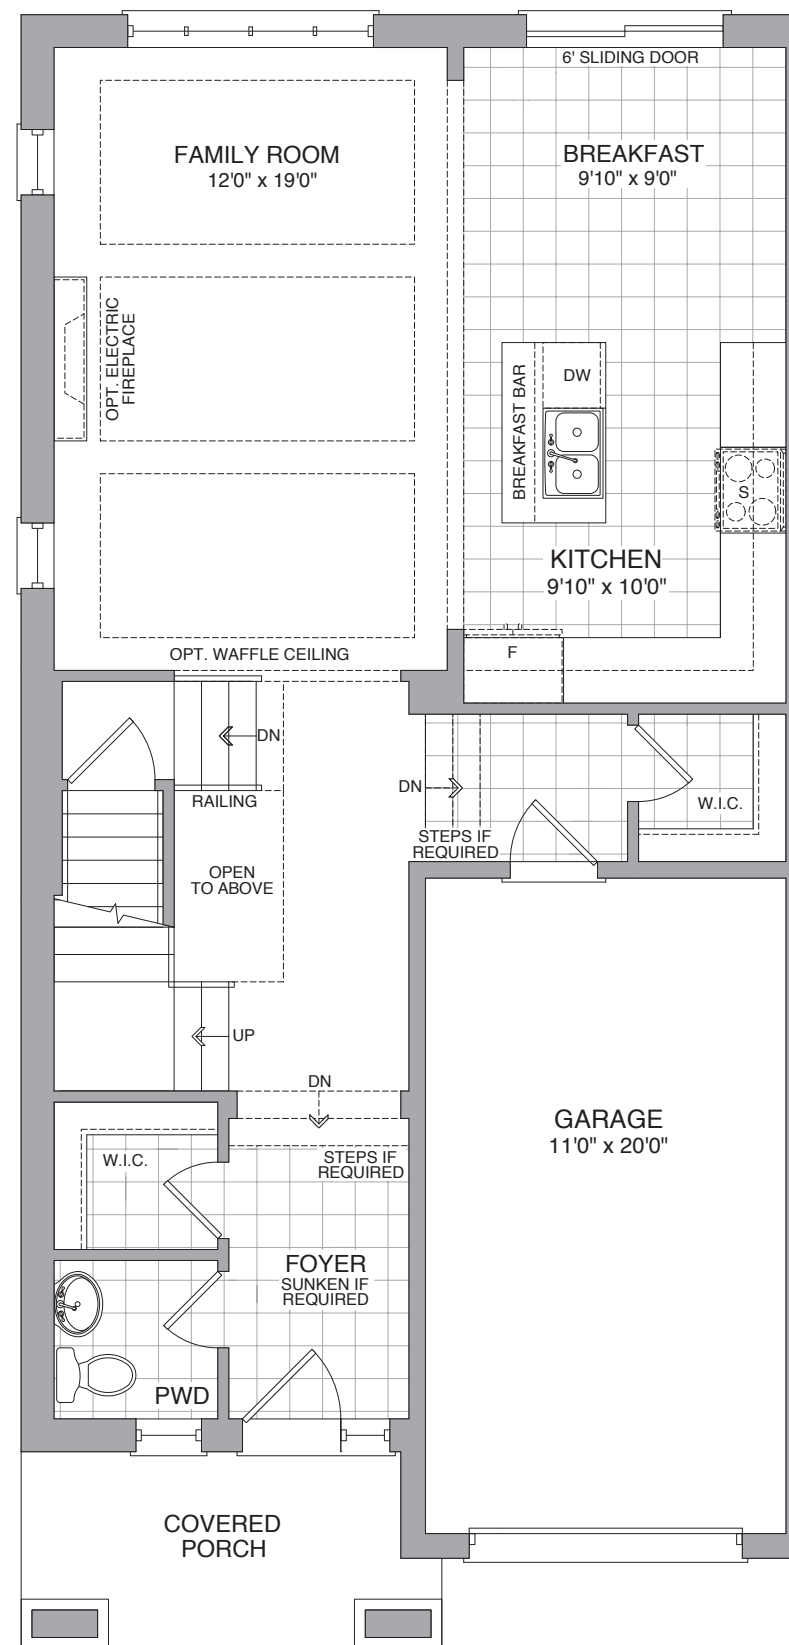 6' SLIDING DOOR
FAMILY ROOM
12'0" x 19'0"
BREAKFAST
9'10" x 9'0"
OPT. ELECTRIC
FIREPLACE
BREAKFAST BAR
DW
S
KITCHEN
9'10" x 10'0"
F
OPT. WAFFLE CEILING
DN
RAILING
DN
W.I.C.
STEPS IF
REQUIRED
OPEN
TO ABOVE
UP
DN
STEPS IF
REQUIRED
W.I.C.
GARAGE
11'0" x 20'0"
FOYER
SUNKEN IF
REQUIRED
PWD
COVERED
PORCH